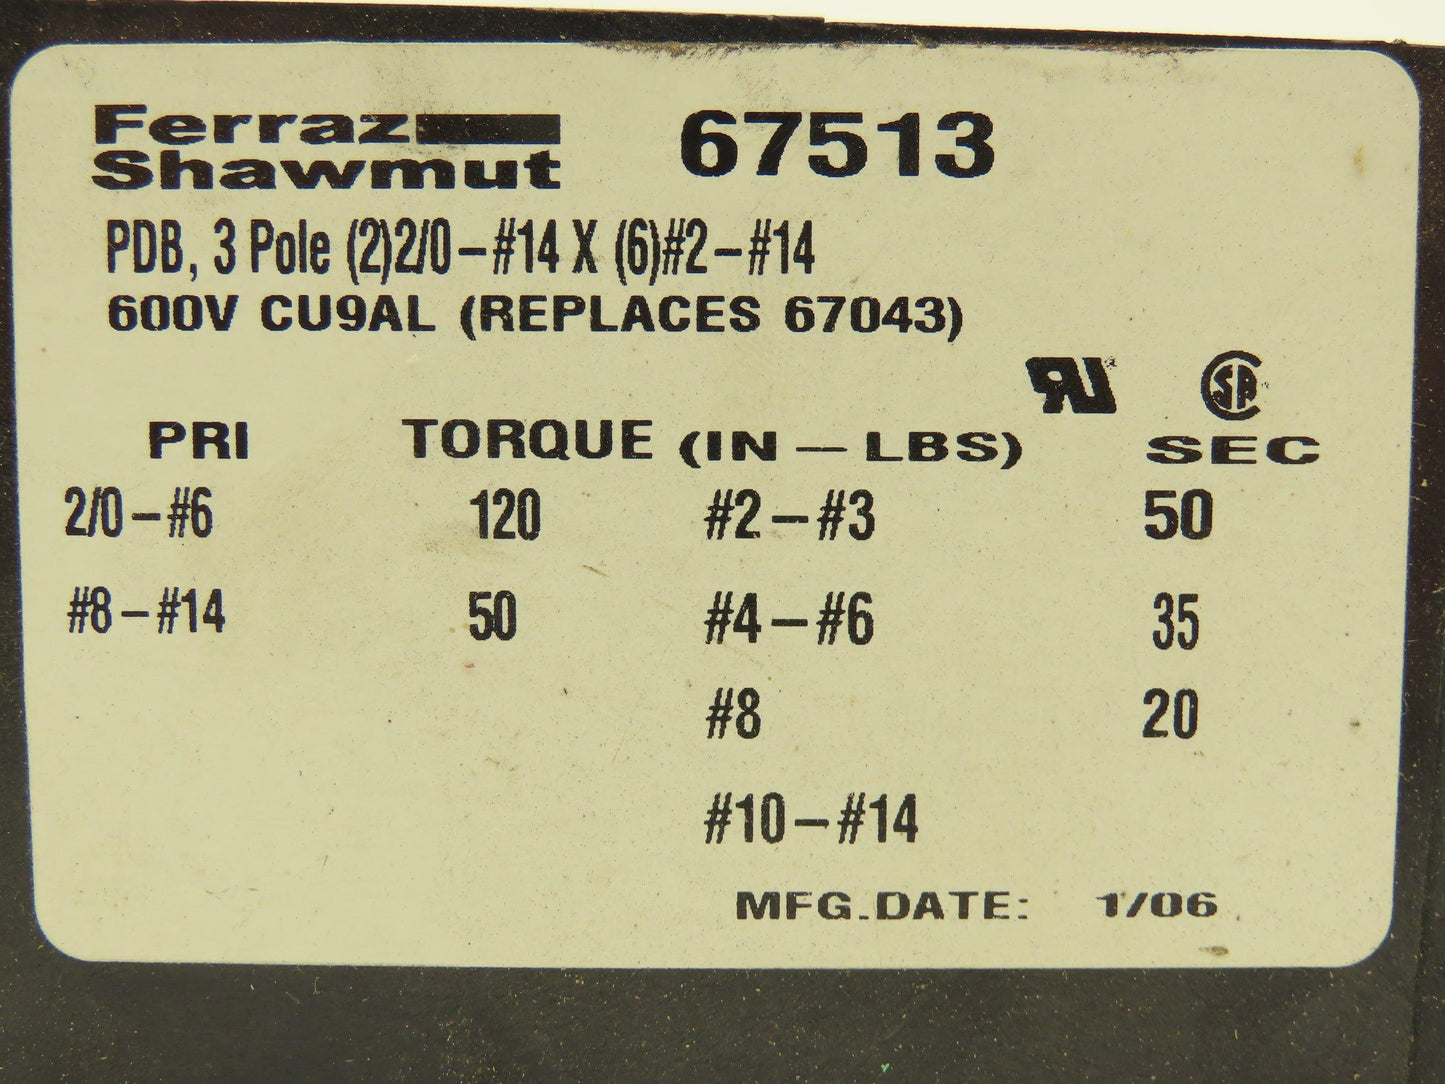 Ferraz
Shawmut
67513
PDB, 3 Pole (2)2/0-#14 X (6)#2-#14
600V CU9AL (REPLACES 67043)
PRI TORQUE (IN-LBS) SEC
2/0-#6 120 #2-#3 50
#8-#14 50 #4-#6 35
#8 20
#10-#14
MFG.DATE: 1/06